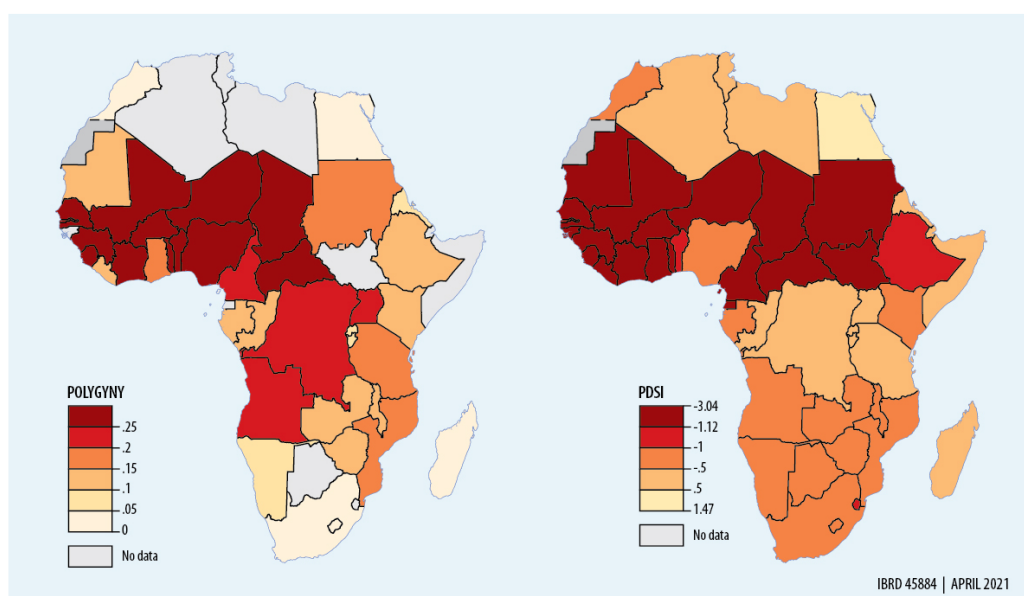 POLYGYNY
.25
.2
.15
.1
.05
0
No data
PDSI
-3.04
-1.12
-1
-.5
.5
1.47
No data
IBRD 45884 | APRIL 2021